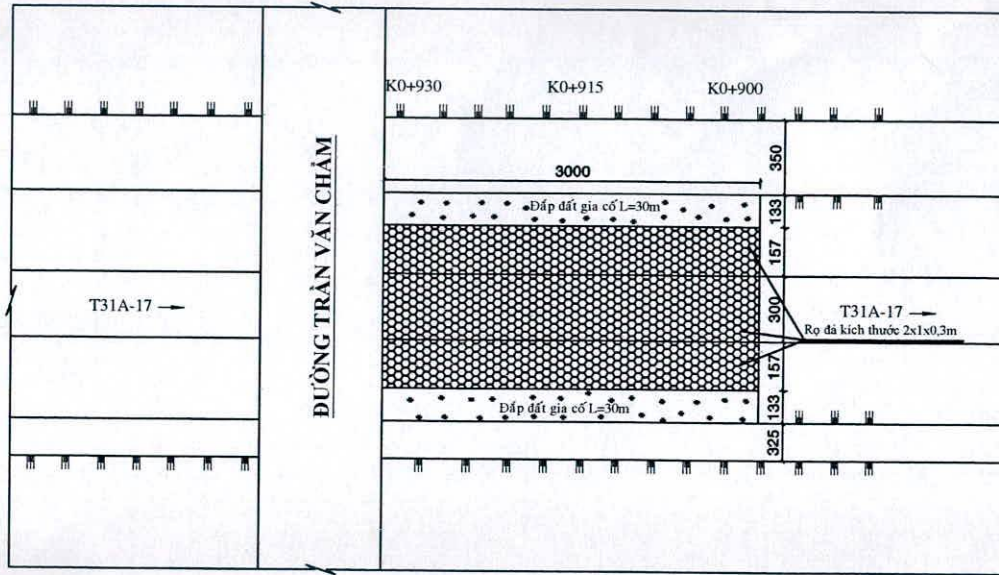 K0+930 K0+915 K0+900
ĐƯỜNG TRẦN VĂN CHẨM
3000
350
Đắp đất gia cố L=30m
133
157
T31A-17
300
T31A-17
Rọ đá kích thước 2x1x0,3m
157
Đắp đất gia cố L=30m
133
325